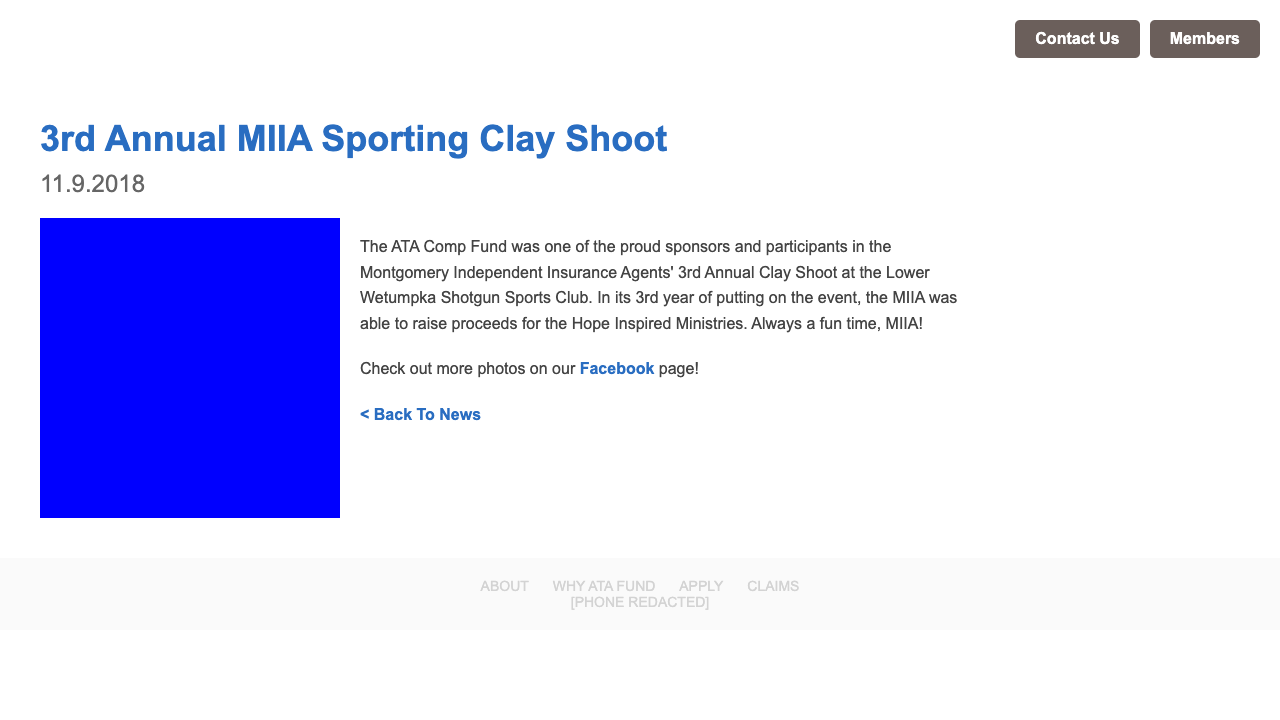 Contact Us Members
3rd Annual MIIA Sporting Clay Shoot
11.9.2018
The ATA Comp Fund was one of the proud sponsors and participants in the
Montgomery Independent Insurance Agents' 3rd Annual Clay Shoot at the Lower
Wetumpka Shotgun Sports Club. In its 3rd year of putting on the event, the MIIA was
able to raise proceeds for the Hope Inspired Ministries. Always a fun time, MIIA!
Check out more photos on our Facebook page!
< Back To News
ABOUT WHY ATA FUND APPLY CLAIMS
[PHONE REDACTED]